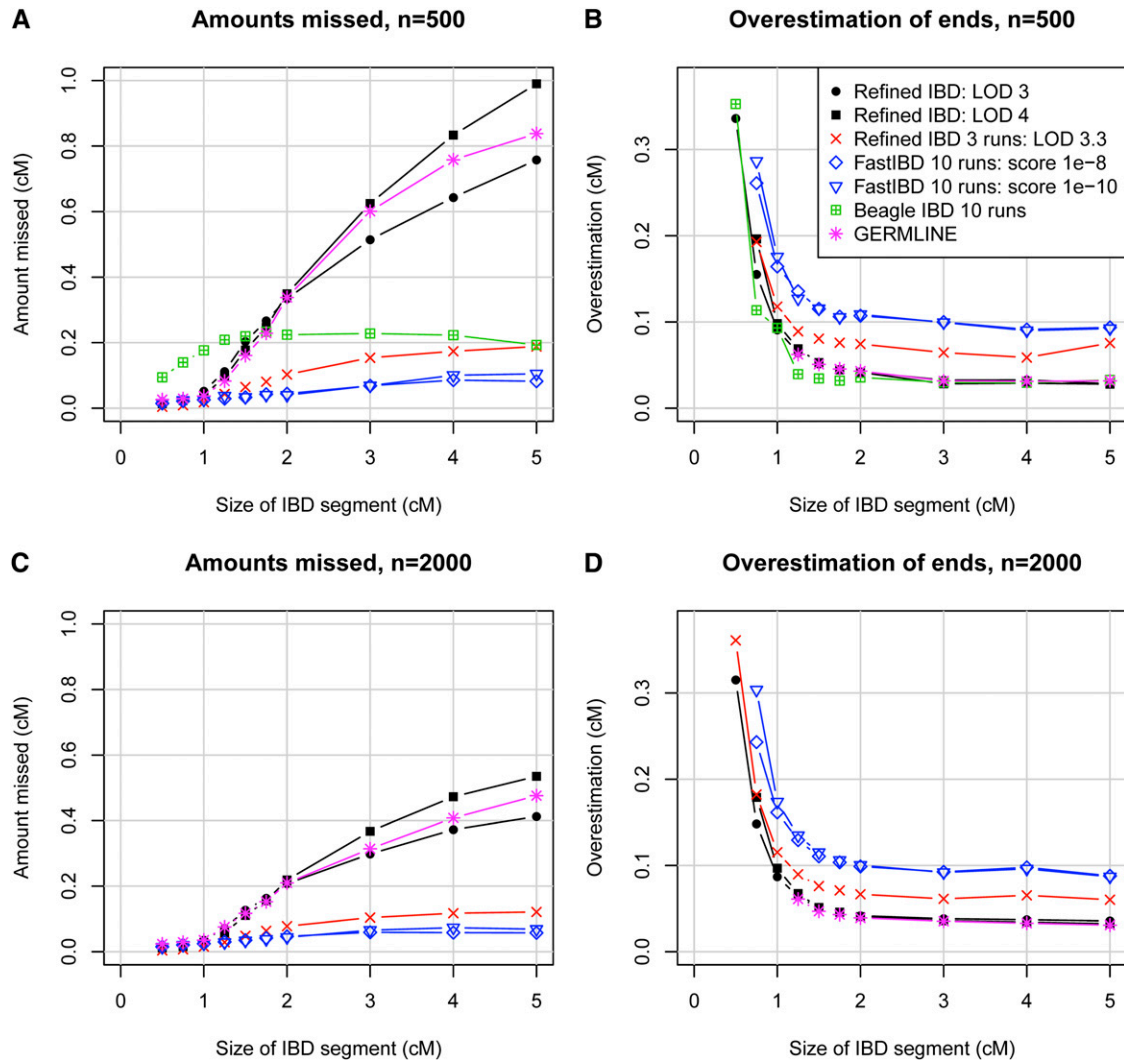 A
Amounts missed, n=500
Amount missed (cM)
1.0
0.8
0.6
0.4
0.2
0.0
0 1 2 3 4 5
Size of IBD segment (cM)
B
Overestimation of ends, n=500
Overestimation (cM)
0.3
0.2
0.1
0.0
Refined IBD: LOD 3
Refined IBD: LOD 4
Refined IBD 3 runs: LOD 3.3
FastIBD 10 runs: score 1e−8
FastIBD 10 runs: score 1e−10
Beagle IBD 10 runs
GERMLINE
0 1 2 3 4 5
Size of IBD segment (cM)
C
Amounts missed, n=2000
Amount missed (cM)
1.0
0.8
0.6
0.4
0.2
0.0
0 1 2 3 4 5
Size of IBD segment (cM)
D
Overestimation of ends, n=2000
Overestimation (cM)
0.3
0.2
0.1
0.0
0 1 2 3 4 5
Size of IBD segment (cM)